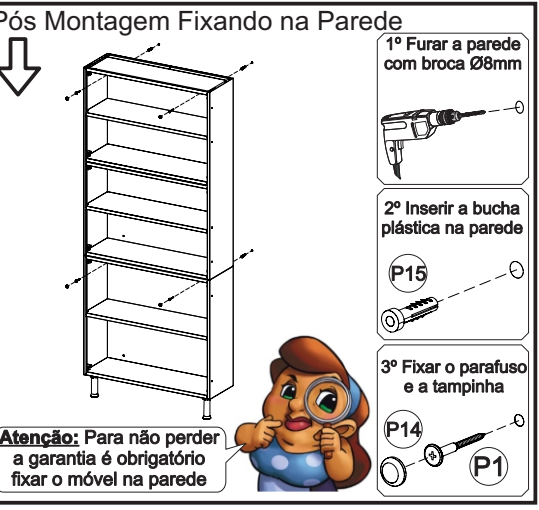 Pós Montagem Fixando na Parede
1º Furar a parede
com broca Ø8mm
2º Inserir a bucha
plástica na parede
P15
3º Fixar o parafuso
e a tampinha
P14
P1
Atenção: Para não perder
a garantia é obrigatório
fixar o móvel na parede